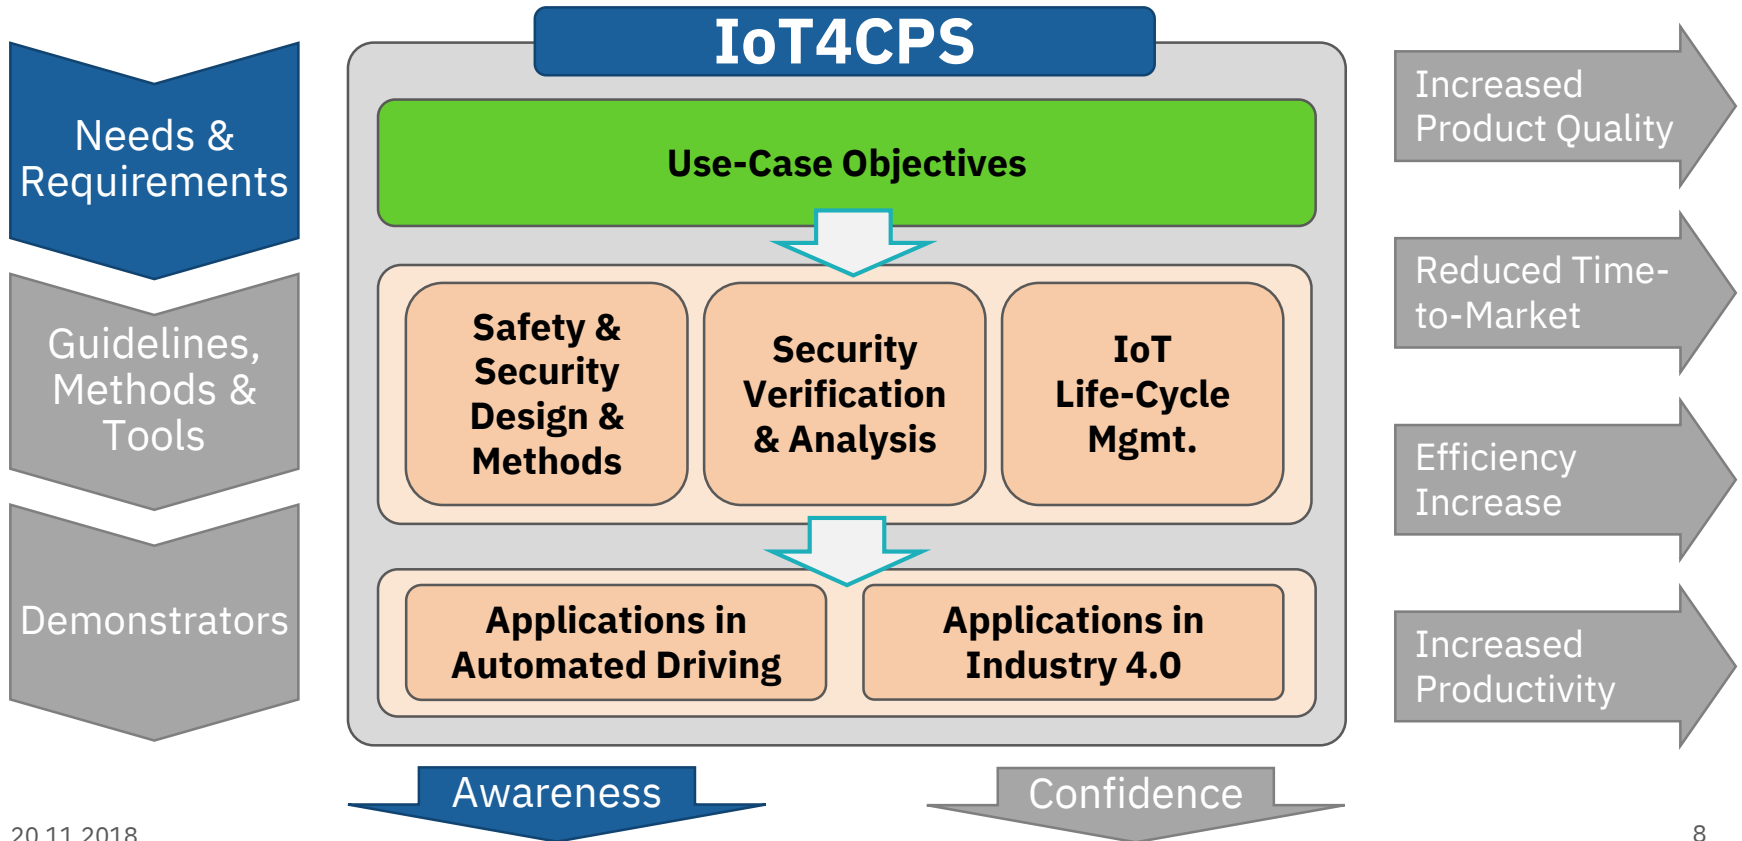 IoT4CPS
Needs &
Requirements
Guidelines,
Methods &
Tools
Demonstrators
Use-Case Objectives
Safety &
Security
Design &
Methods
Security
Verification
& Analysis
IoT
Life-Cycle
Mgmt.
Applications in
Automated Driving
Applications in
Industry 4.0
Increased
Product Quality
Reduced Time-
to-Market
Efficiency
Increase
Increased
Productivity
Awareness
Confidence
20.11.2018
8